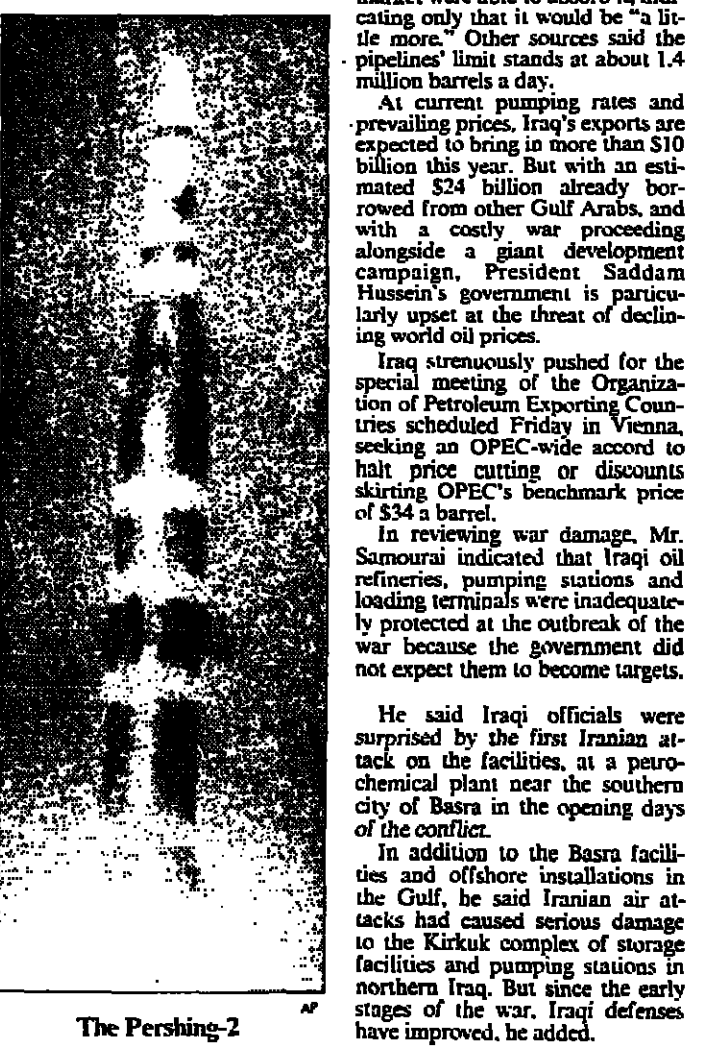 cating only that it would be "a lit-
tle more." Other sources said the
pipelines' limit stands at about 1.4
million barrels a day.
At current pumping rates and
prevailing prices, Iraq's exports are
expected to bring in more than $10
billion this year. But with an esti-
mated $24 billion already bor-
rowed from other Gulf Arabs, and
with a costly war proceeding
alongside a giant development
campaign, President Saddam
Hussein's government is particu-
larly upset at the threat of declin-
ing world oil prices.
Iraq strenuously pushed for the
special meeting of the Organiza-
tion of Petroleum Exporting Coun-
tries scheduled Friday in Vienna,
seeking an OPEC-wide accord to
halt price cutting or discounts
skirting OPEC's benchmark price
of $34 a barrel.
In reviewing war damage, Mr.
Samourai indicated that Iraqi oil
refineries, pumping stations and
loading terminals were inadequate-
ly protected at the outbreak of the
war because the government did
not expect them to become targets.
He said Iraqi officials were
surprised by the first Iranian at-
tack on the facilities, at a petro-
chemical plant near the southern
city of Basra in the opening days
of the conflict.
In addition to the Basra facili-
ties and offshore installations in
the Gulf, he said Iranian air at-
tacks had caused serious damage
to the Kirkuk complex of storage
facilities and pumping stations in
northern Iraq. But since the early
stages of the war, Iraqi defenses
have improved, he added.
AP
The Pershing-2